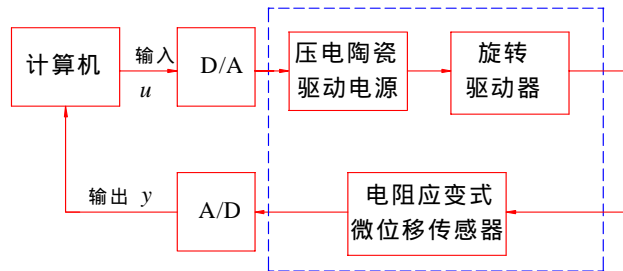 计算机
输入
u
D/A
压电陶瓷
驱动电源
旋转
驱动器
输出 y
A/D
电阻应变式
微位移传感器